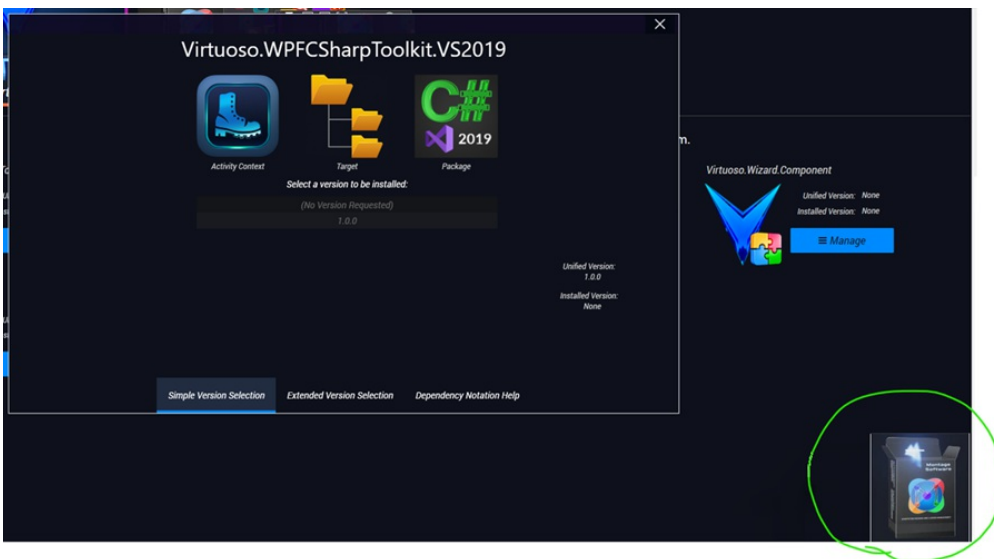 Virtuoso.WPFCSharpToolkit.VS2019
C#
2019
Activity Context
Target
Package
Select a version to be installed:
(No Version Requested)
1.0.0
Unified Version:
1.0.0
Installed Version:
None
Simple Version Selection
Extended Version Selection
Dependency Notation Help
m.
Virtuoso.Wizard.Component
Unified Version: None
Installed Version: None
≡ Manage
Montage
Software